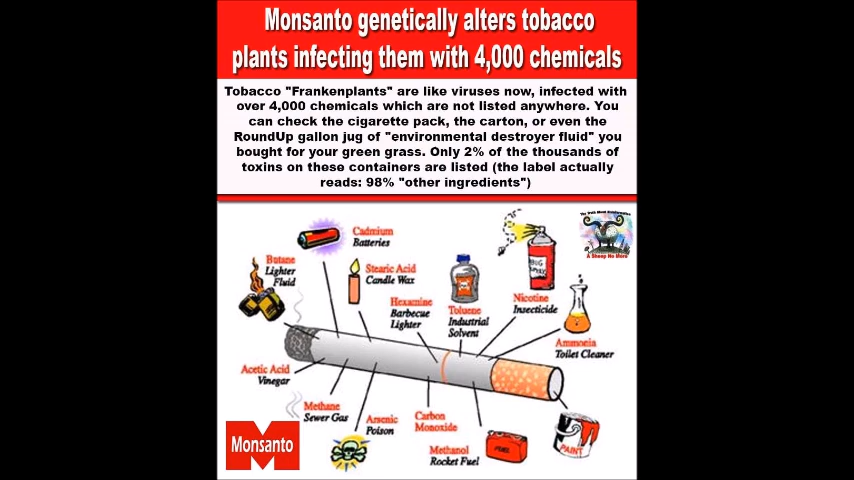 Monsanto genetically alters tobacco
plants infecting them with 4,000 chemicals
Tobacco "Frankenplants" are like viruses now, infected with
over 4,000 chemicals which are not listed anywhere. You
can check the cigarette pack, the carton, or even the
RoundUp gallon jug of "environmental destroyer fluid" you
bought for your green grass. Only 2% of the thousands of
toxins on these containers are listed (the label actually
reads: 98% "other ingredients")
A Sheep No More
Cadmium
Batteries
Butane
Lighter
Fluid
Stearic Acid
Candle Wax
Hexamine
Barbecue
Lighter
Toluene
Industrial
Solvent
BUG
SPRAY
Nicotine
Insecticide
Ammonia
Toilet Cleaner
Acetic Acid
Vinegar
Methane
Sewer Gas
Arsenic
Poison
Carbon
Monoxide
Methanol
Rocket Fuel
FUEL
PAINT
Monsanto